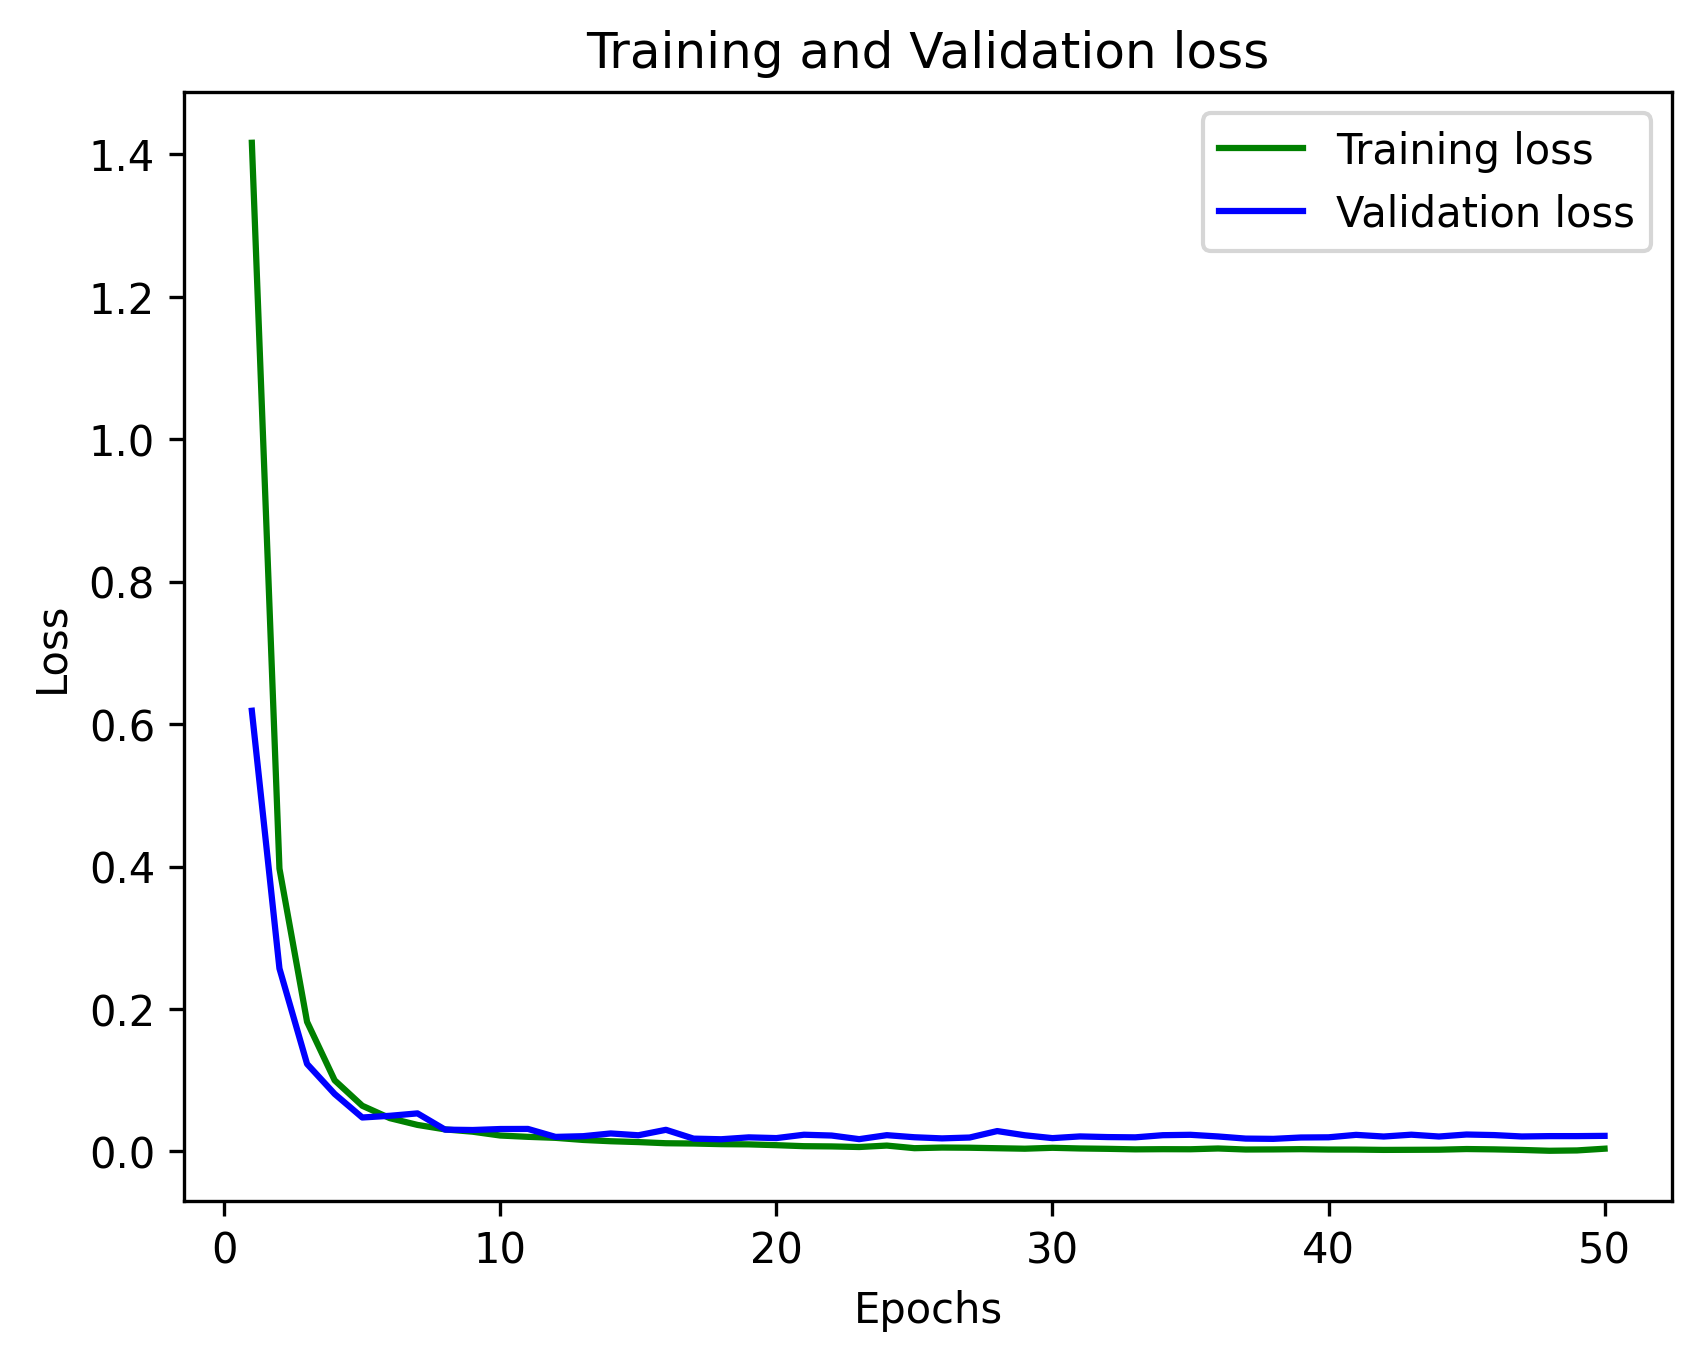 Training and Validation loss
Training loss
Validation loss
1.4
1.2
1.0
0.8
0.6
0.4
0.2
0.0
Loss
0 10 20 30 40 50
Epochs